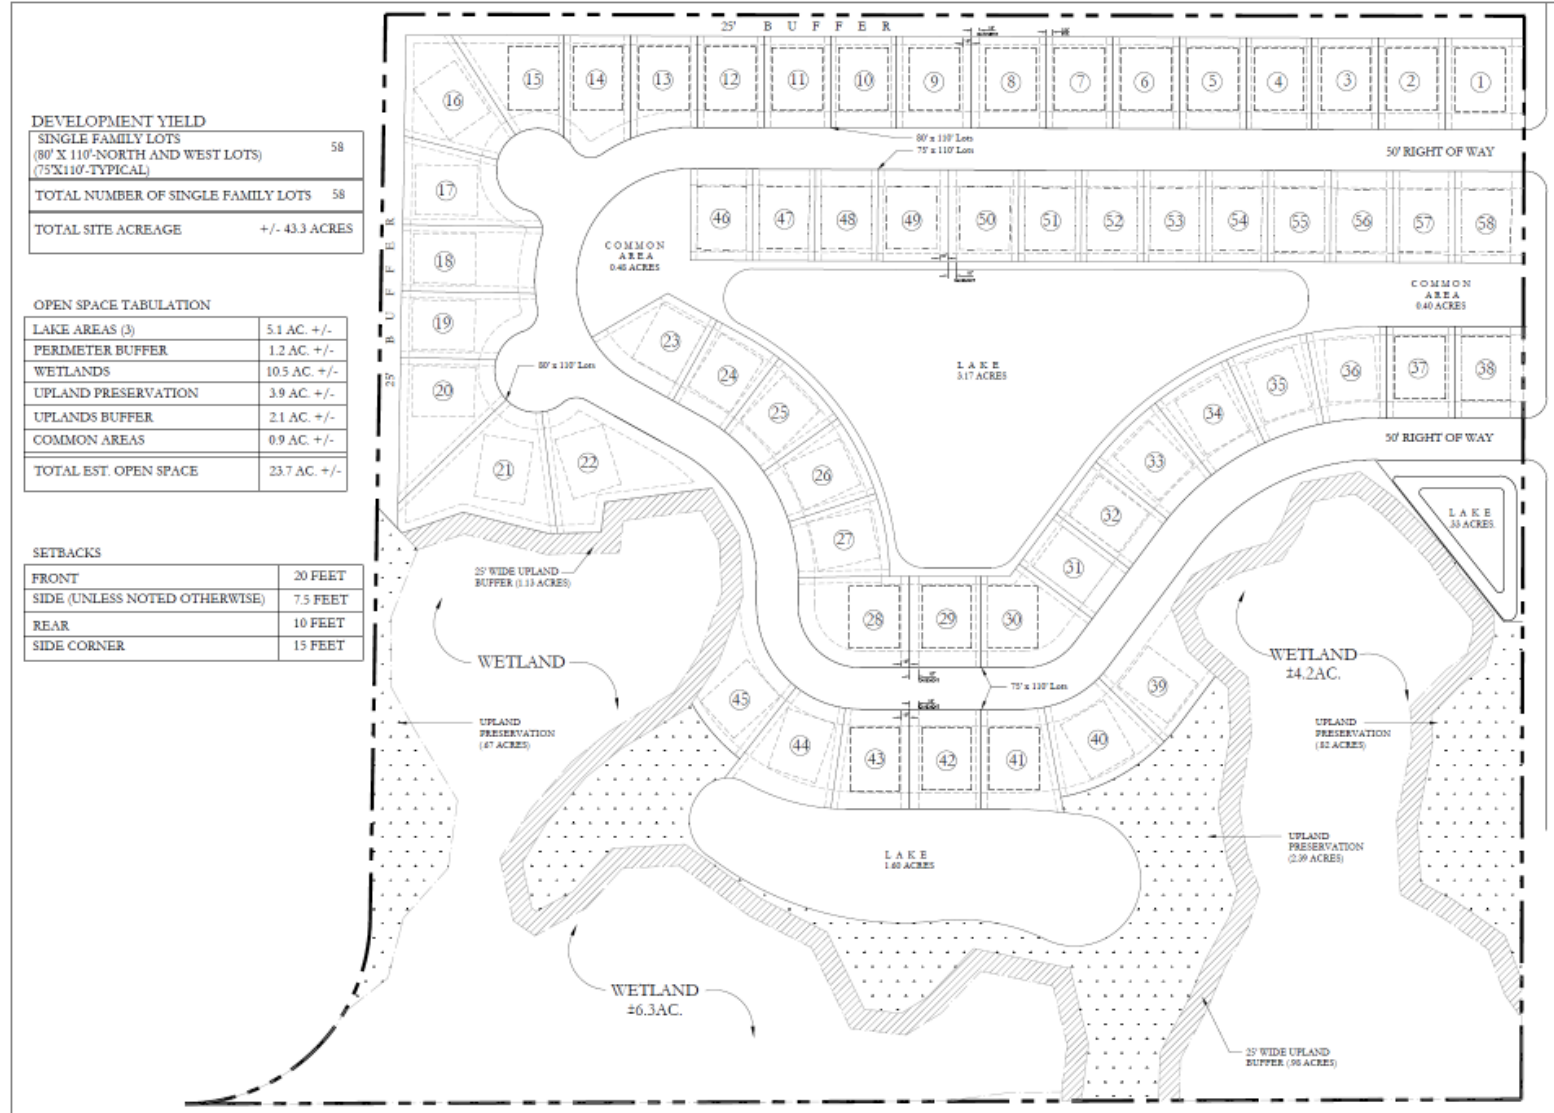 25' B U F F E R
15 14 13 12 11 10 9 8 7 6 5 4 3 2 1
16
DEVELOPMENT YIELD
SINGLE FAMILY LOTS
(80' X 110'-NORTH AND WEST LOTS)
(75'X110'-TYPICAL)
58
TOTAL NUMBER OF SINGLE FAMILY LOTS 58
TOTAL SITE ACREAGE +/- 43.3 ACRES
80' x 110' Lots
75' x 110' Lots
50' RIGHT OF WAY
17
46 47 48 49 50 51 52 53 54 55 56 57 58
25' B U F F E R
18
COMMON
AREA
0.48 ACRES
COMMON
AREA
0.40 ACRES
OPEN SPACE TABULATION
LAKE AREAS (3) 5.1 AC. +/-
PERIMETER BUFFER 1.2 AC. +/-
WETLANDS 10.5 AC. +/-
UPLAND PRESERVATION 3.9 AC. +/-
UPLANDS BUFFER 2.1 AC. +/-
COMMON AREAS 0.9 AC. +/-
TOTAL EST. OPEN SPACE 23.7 AC. +/-
19
23
80' x 110' Lots
24
LAKE
3.17 ACRES
20
25
35 36 37 38
34
50' RIGHT OF WAY
21 22
26
33
32
27
31
LAKE
.33 ACRES
SETBACKS
FRONT 20 FEET
SIDE (UNLESS NOTED OTHERWISE) 7.5 FEET
REAR 10 FEET
SIDE CORNER 15 FEET
25' WIDE UPLAND
BUFFER (1.13 ACRES)
28 29 30
WETLAND
WETLAND
±4.2AC.
75' x 110' Lots
45
39
UPLAND
PRESERVATION
(.67 ACRES)
UPLAND
PRESERVATION
(.82 ACRES)
44 43 42 41 40
LAKE
1.60 ACRES
UPLAND
PRESERVATION
(2.39 ACRES)
WETLAND
±6.3AC.
25' WIDE UPLAND
BUFFER (.98 ACRES)